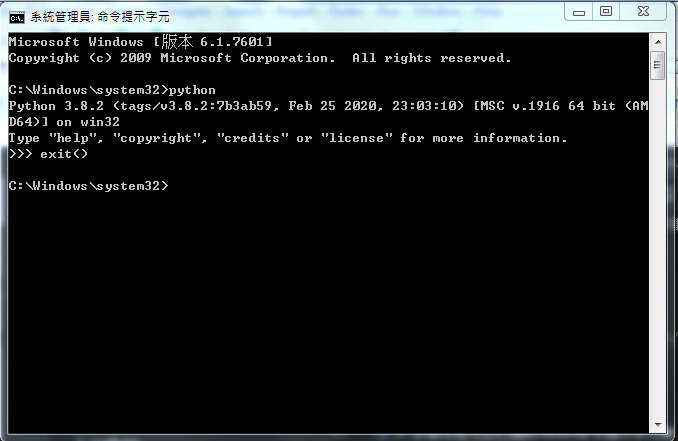 系統管理員: 命令提示字元
Microsoft Windows [版本 6.1.7601]
Copyright (c) 2009 Microsoft Corporation.  All rights reserved.
C:\Windows\system32>python
Python 3.8.2 (tags/v3.8.2:7b3ab59, Feb 25 2020, 23:03:10) [MSC v.1916 64 bit (AM
D64)] on win32
Type "help", "copyright", "credits" or "license" for more information.
>>> exit()
C:\Windows\system32>